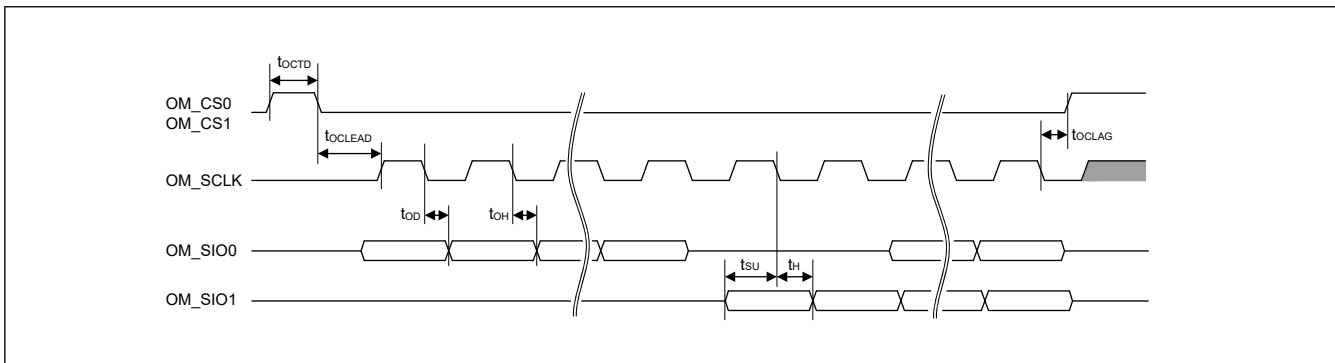 tOCTD
OM_CS0
OM_CS1
tOCLEAD
tOCLAG
OM_SCLK
tOD
tOH
OM_SIO0
tSU
tH
OM_SIO1